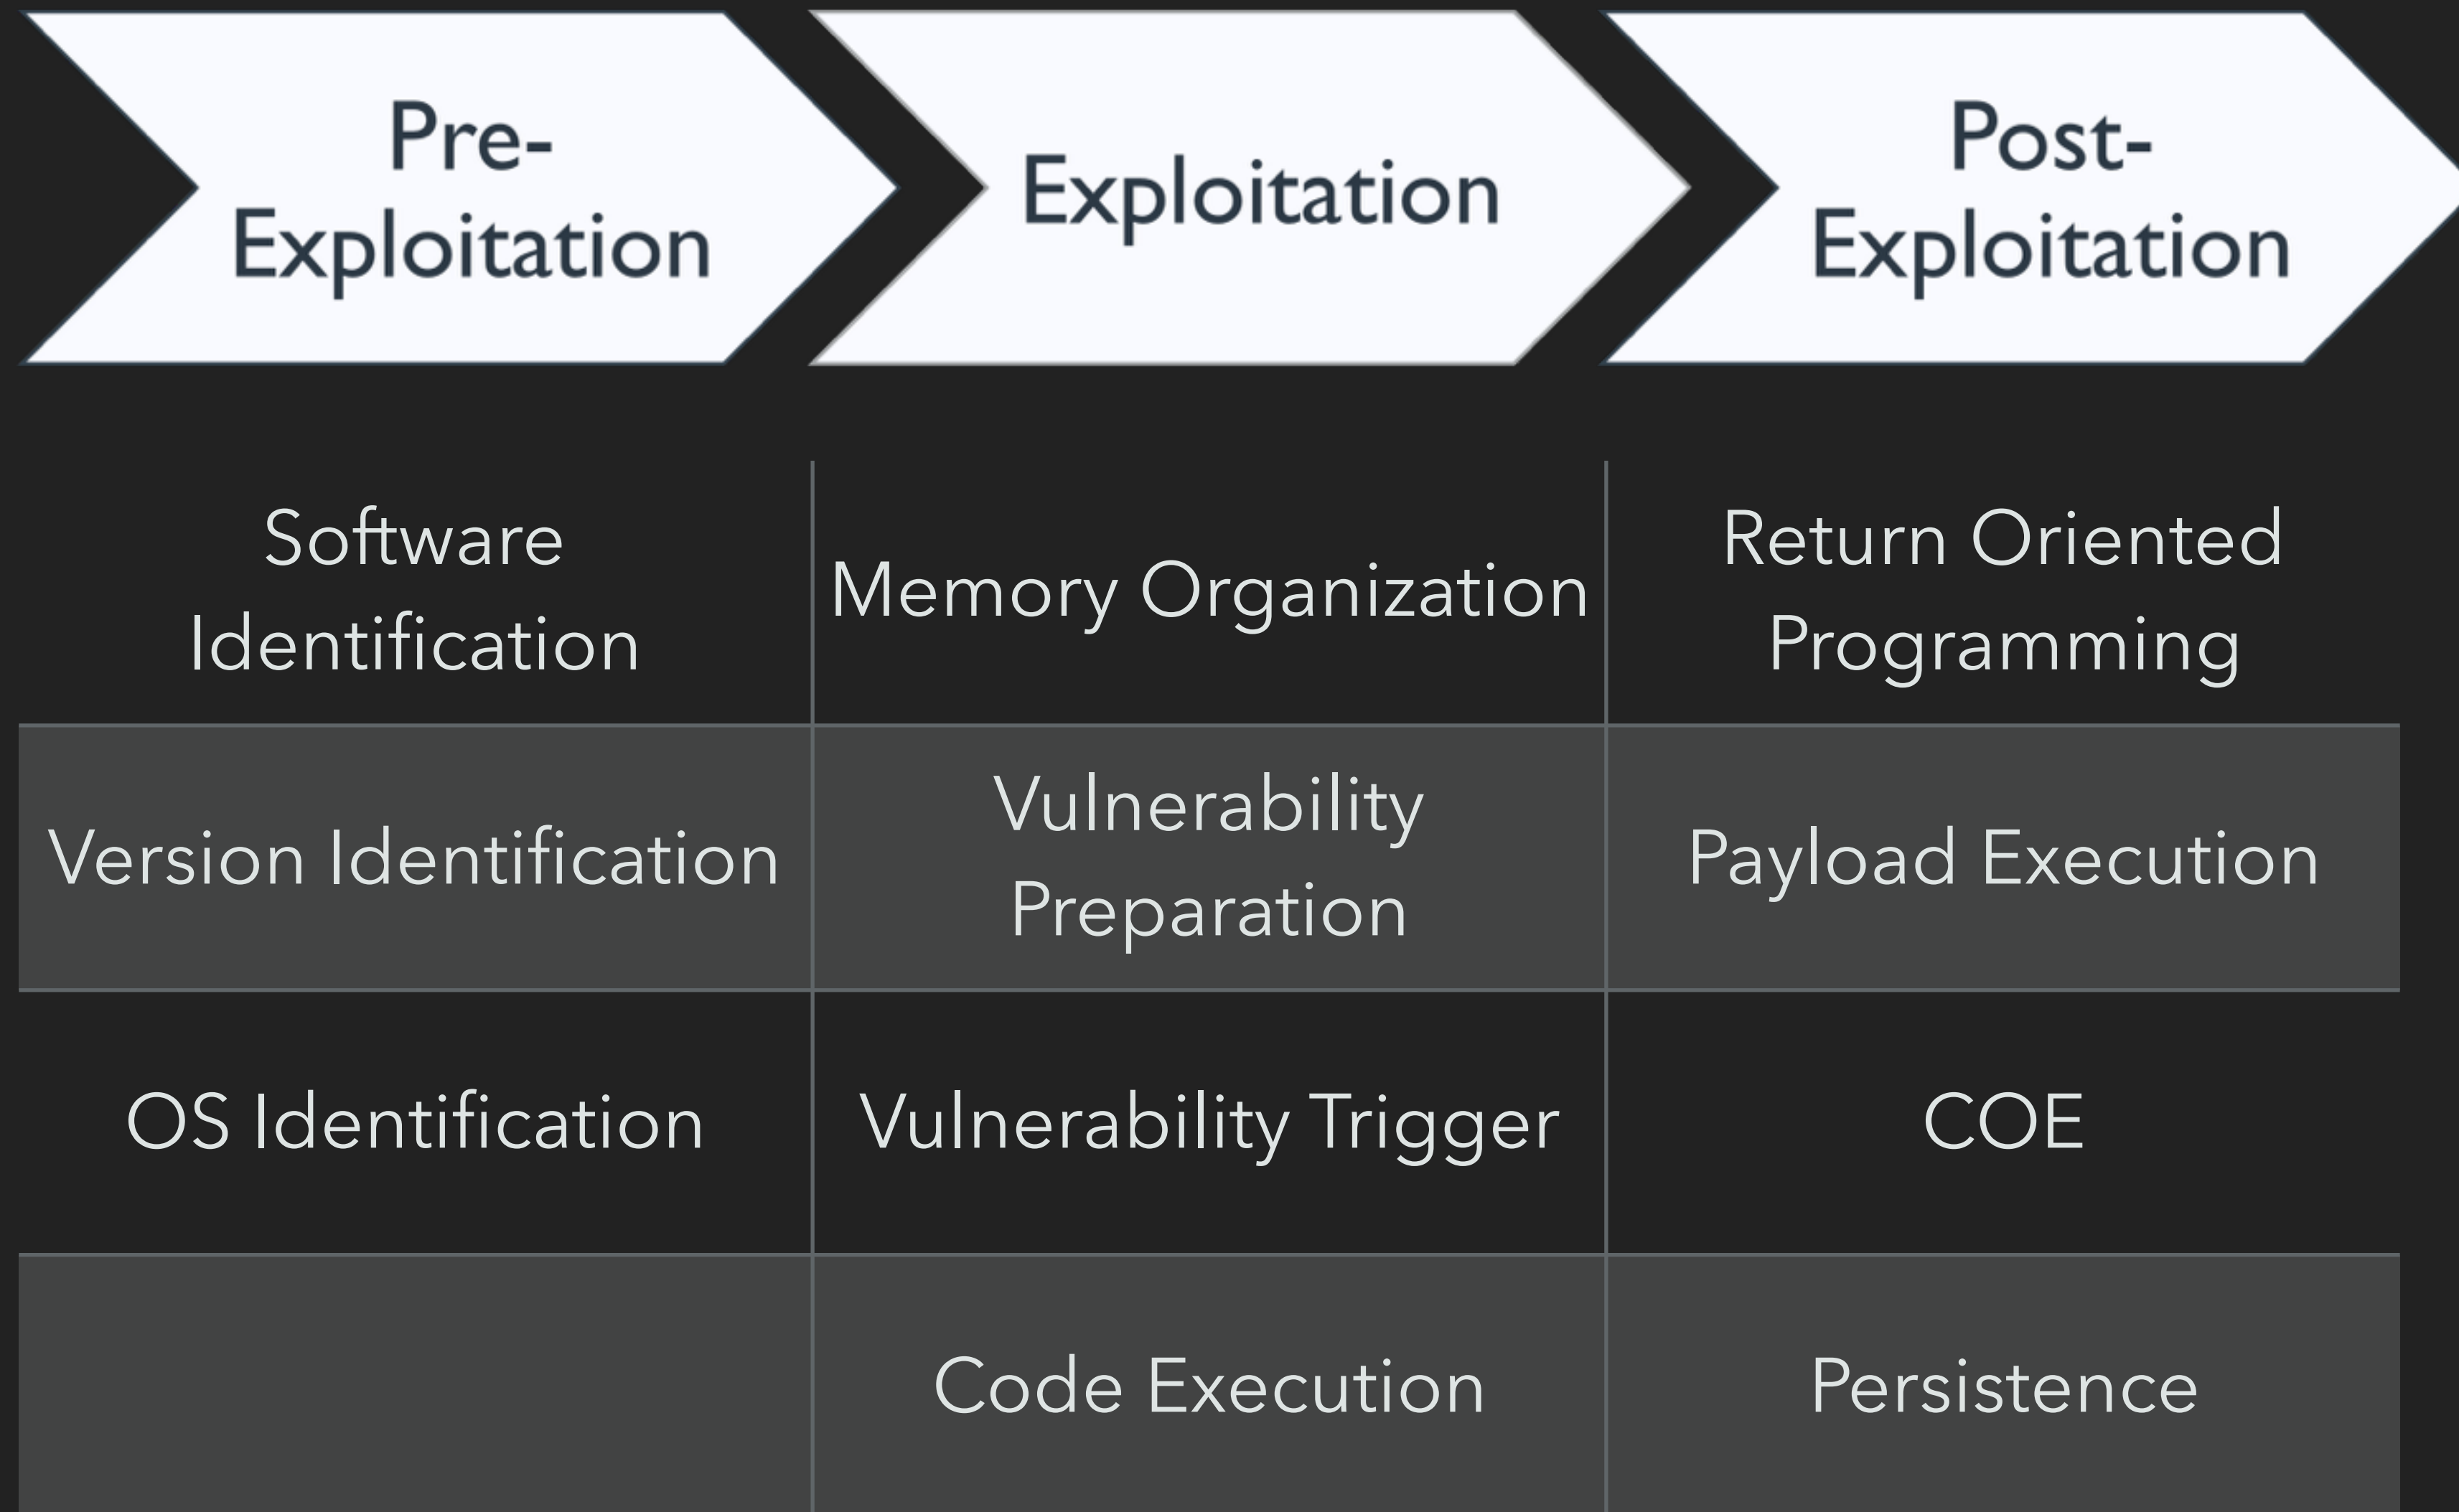 Pre-
Exploitation
Exploitation
Post-
Exploitation
Software
Identification
Memory Organization
Return Oriented
Programming
Version Identification
Vulnerability
Preparation
Payload Execution
OS Identification
Vulnerability Trigger
COE
Code Execution
Persistence